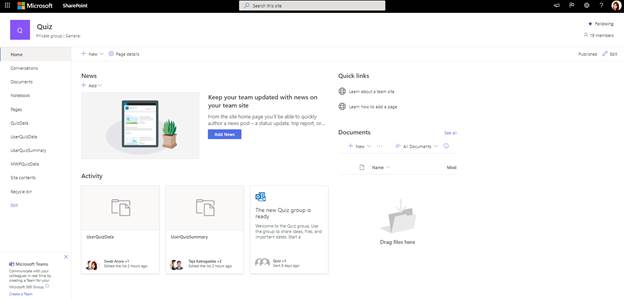 Microsoft SharePoint
Search this site
Q
Quiz
Private group | General
Following
19 members
Home
Conversations
Documents
Notebooks
Pages
QuizData
UserQuizData
UserQuizSummary
MWPQuizData
Site contents
Recycle bin
Edit
Microsoft Teams
Communicate with your
colleagues in real time by
creating a Team for your
Microsoft 365 Group.
Create a Team
+ New
Page details
Published
Edit
News
+ Add
Keep your team updated with news on
your team site
From the site home page you'll be able to quickly
author a news post – a status update, trip report, or...
Add News
Activity
UserQuizData
Swati Arora +1
Edited the list 2 hours ago
UserQuizSummary
Edited the list 2 hours ago
The new Quiz group is
ready
Welcome to the Quiz group.
Use the group to share ideas, files, and
important dates. Start a
Quiz +1
Sent 5 days ago
Quick links
Learn about a team site
Learn how to add a page
Documents
See all
+ New
All Documents
Name
Modi
Drag files here